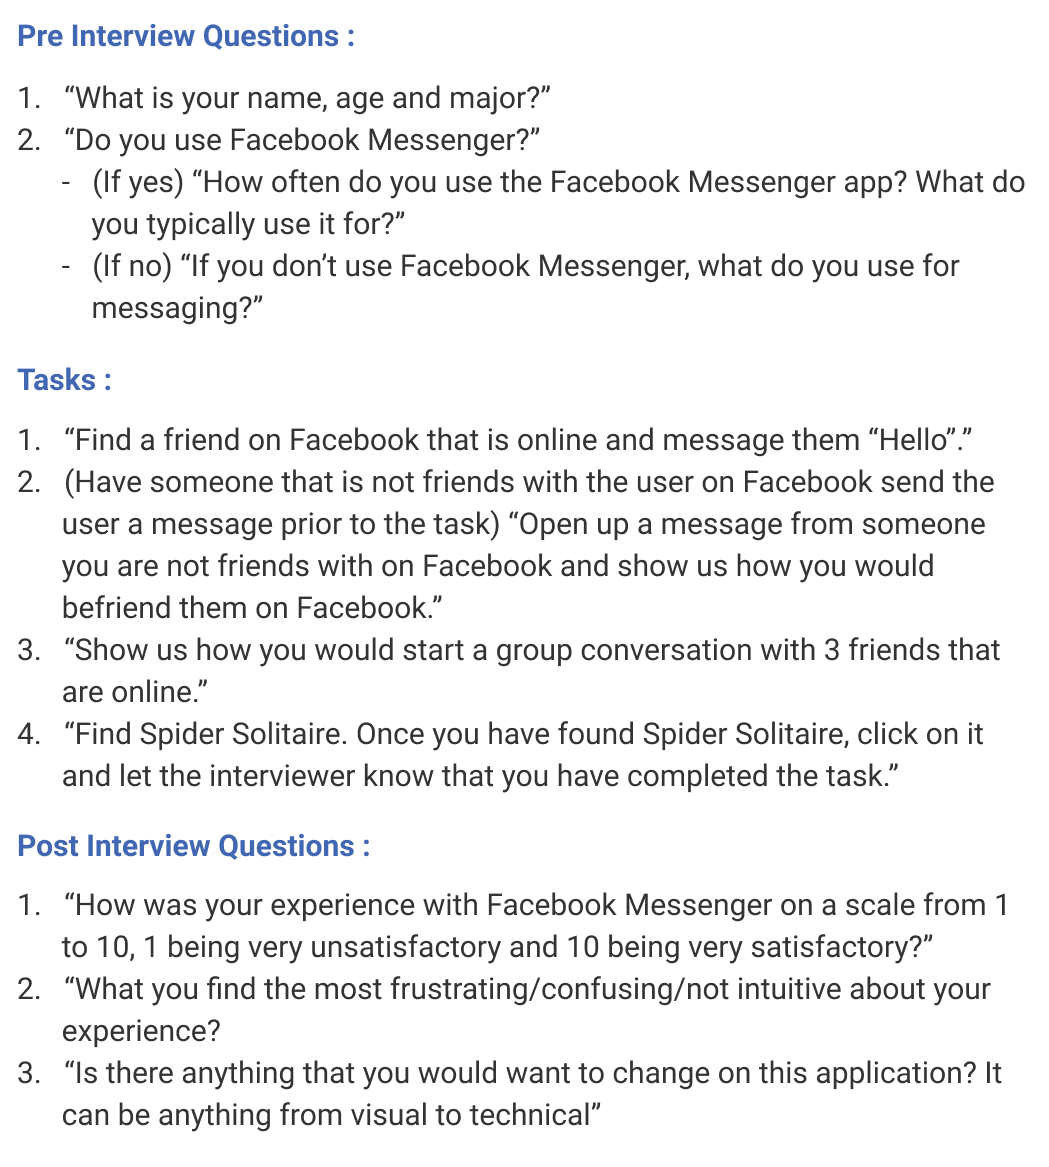 Pre Interview Questions :
1. “What is your name, age and major?”
2. “Do you use Facebook Messenger?”
- (If yes) “How often do you use the Facebook Messenger app? What do
you typically use it for?”
- (If no) “If you don’t use Facebook Messenger, what do you use for
messaging?”
Tasks :
1. “Find a friend on Facebook that is online and message them “Hello”.”
2. (Have someone that is not friends with the user on Facebook send the
user a message prior to the task) “Open up a message from someone
you are not friends with on Facebook and show us how you would
befriend them on Facebook.”
3. “Show us how you would start a group conversation with 3 friends that
are online.”
4. “Find Spider Solitaire. Once you have found Spider Solitaire, click on it
and let the interviewer know that you have completed the task.”
Post Interview Questions :
1. “How was your experience with Facebook Messenger on a scale from 1
to 10, 1 being very unsatisfactory and 10 being very satisfactory?”
2. “What you find the most frustrating/confusing/not intuitive about your
experience?
3. “Is there anything that you would want to change on this application? It
can be anything from visual to technical”